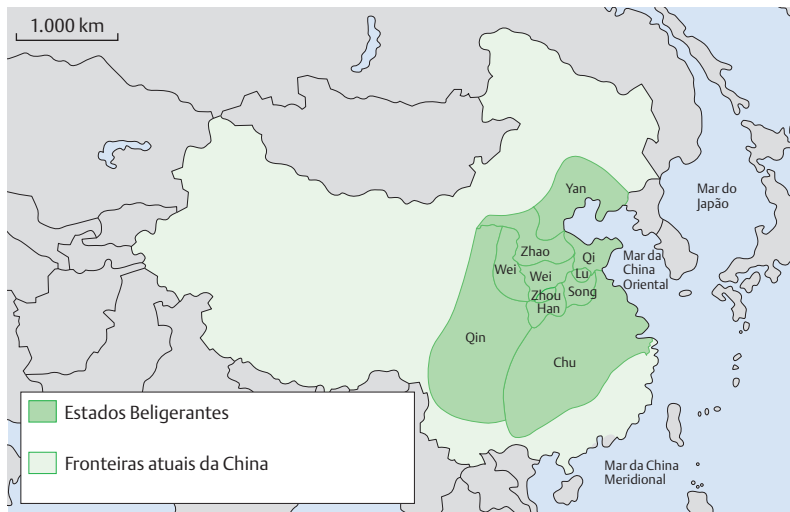 1.000 km
Yan
Mar do
Japão
Zhao
Qi
Mar da
China
Oriental
Wei
Wei
Lu
Zhou
Song
Han
Qin
Chu
Estados Beligerantes
Fronteiras atuais da China
Mar da China
Meridional